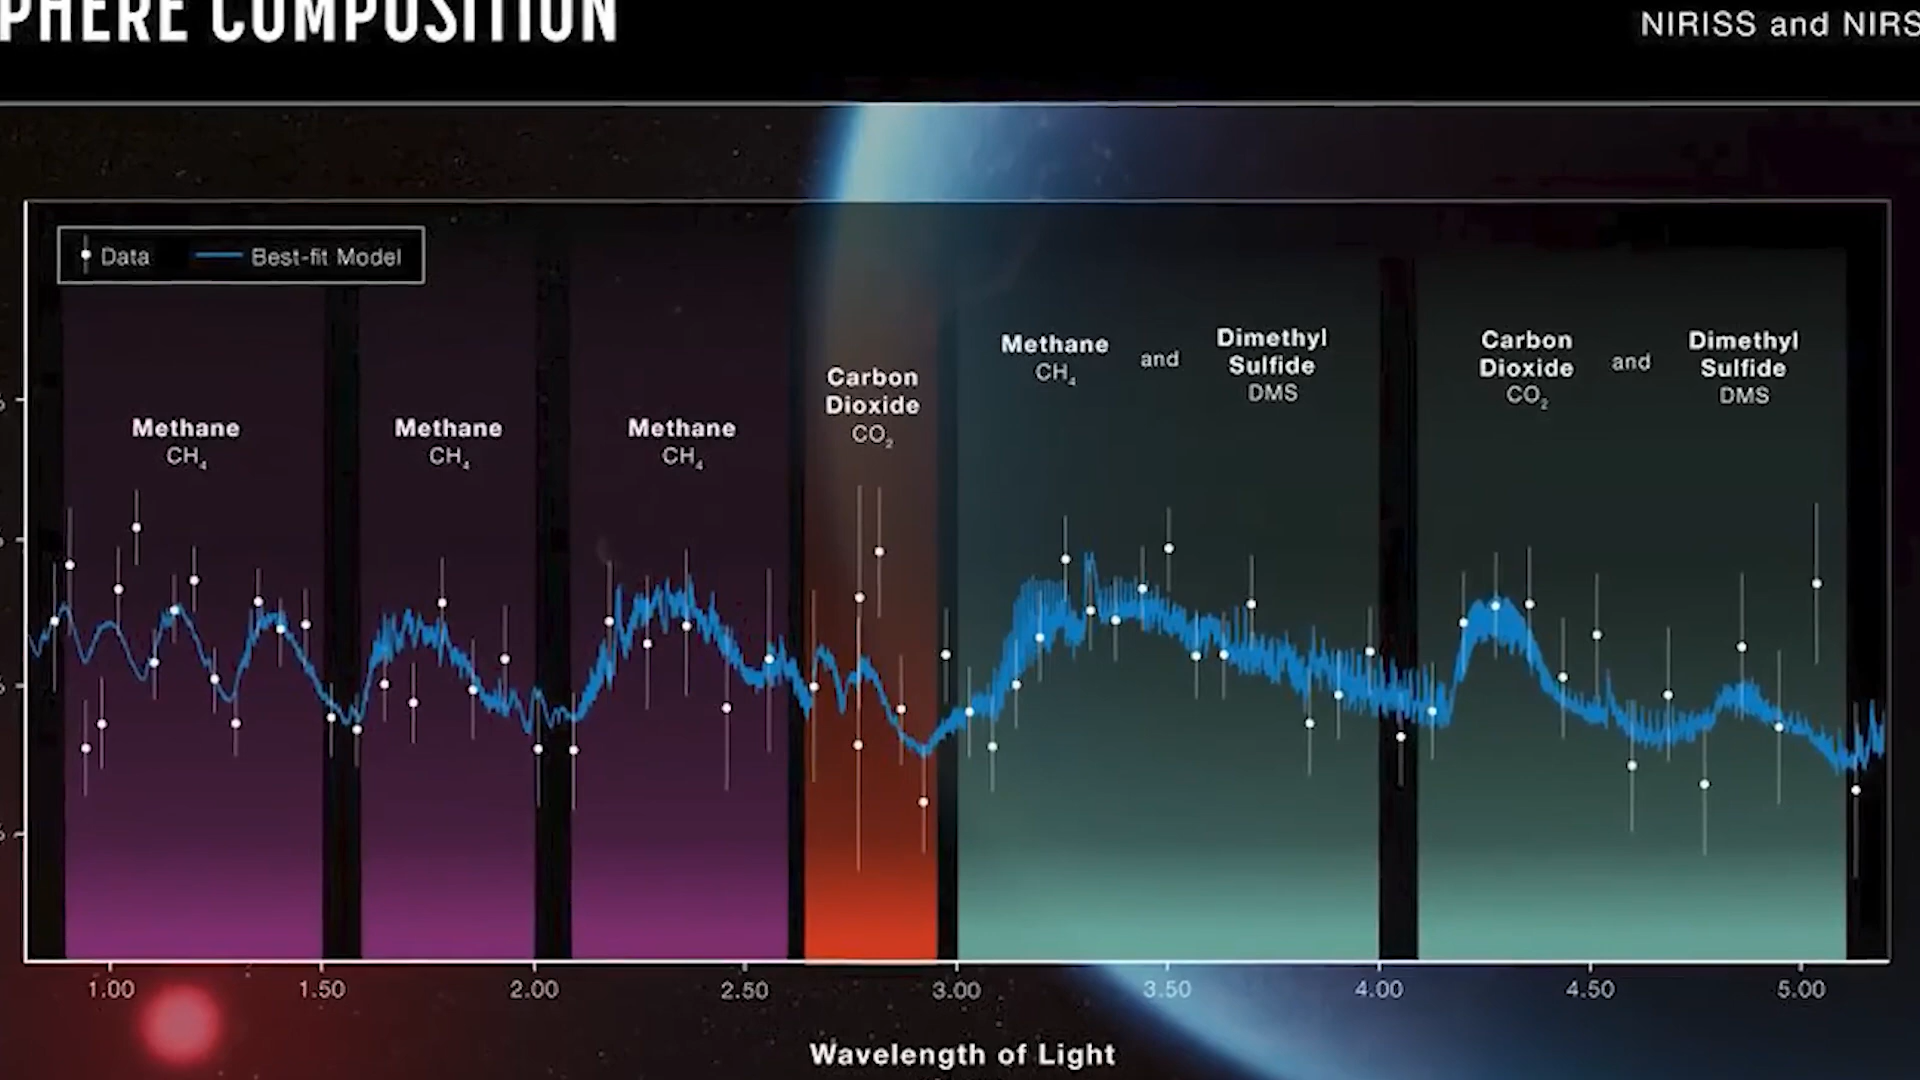 PHERE COMPOSITION
NIRISS and NIRS
Data Best-fit Model
Methane
CH₄
Methane
CH₄
Methane
CH₄
Carbon
Dioxide
CO₂
Methane
CH₄
and
Dimethyl
Sulfide
DMS
Carbon
Dioxide
CO₂
and
Dimethyl
Sulfide
DMS
1.00 1.50 2.00 2.50 3.00 3.50 4.00 4.50 5.00
Wavelength of Light